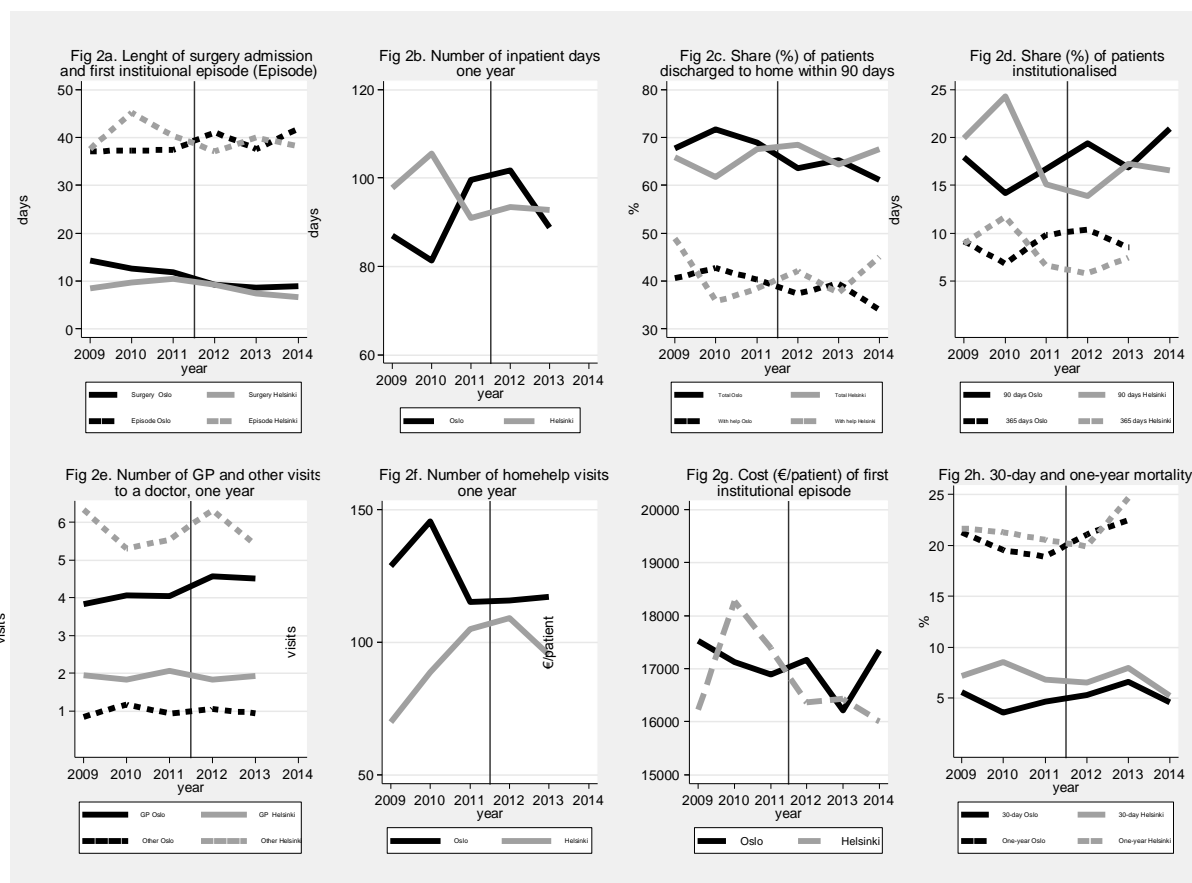 Fig 2a. Lenght of surgery admission
and first instituional episode (Episode)
50
40
30
20
10
0
days
2009 2010 2011 2012 2013 2014
year
Surgery Oslo
Surgery Helsinki
Episode Oslo
Episode Helsinki
Fig 2b. Number of inpatient days
one year
120
100
80
60
days
2009 2010 2011 2012 2013 2014
year
Oslo
Helsinki
Fig 2c. Share (%) of patients
discharged to home within 90 days
80
70
60
50
40
30
%
2009 2010 2011 2012 2013 2014
year
Total Oslo
Total Helsinki
With help Oslo
With help Helsinki
Fig 2d. Share (%) of patients
institutionalised
25
20
15
10
5
days
2009 2010 2011 2012 2013 2014
year
90 days Oslo
90 days Helsinki
365 days Oslo
365 days Helsinki
Fig 2e. Number of GP and other visits
to a doctor, one year
6
5
4
3
2
1
visits
2009 2010 2011 2012 2013 2014
year
GP Oslo
GP Helsinki
Other Oslo
Other Helsinki
Fig 2f. Number of homehelp visits
one year
150
100
50
visits
2009 2010 2011 2012 2013 2014
year
Oslo
Helsinki
Fig 2g. Cost (€/patient) of first
institutional episode
20000
19000
18000
17000
16000
15000
€/patient
2009 2010 2011 2012 2013 2014
year
Oslo
Helsinki
Fig 2h. 30-day and one-year mortality
25
20
15
10
5
%
2009 2010 2011 2012 2013 2014
year
30-day Oslo
30-day Helsinki
One-year Oslo
One-year Helsinki